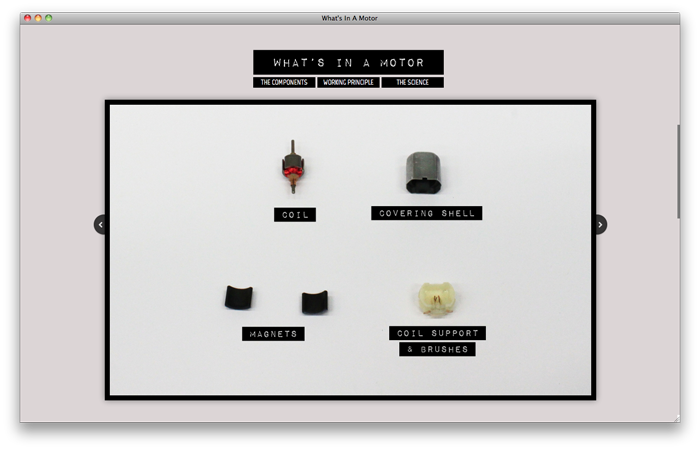 What's In A Motor
WHAT'S IN A MOTOR
THE COMPONENTS WORKING PRINCIPLE THE SCIENCE
COIL
COVERING SHELL
MAGNETS
COIL SUPPORT
& BRUSHES